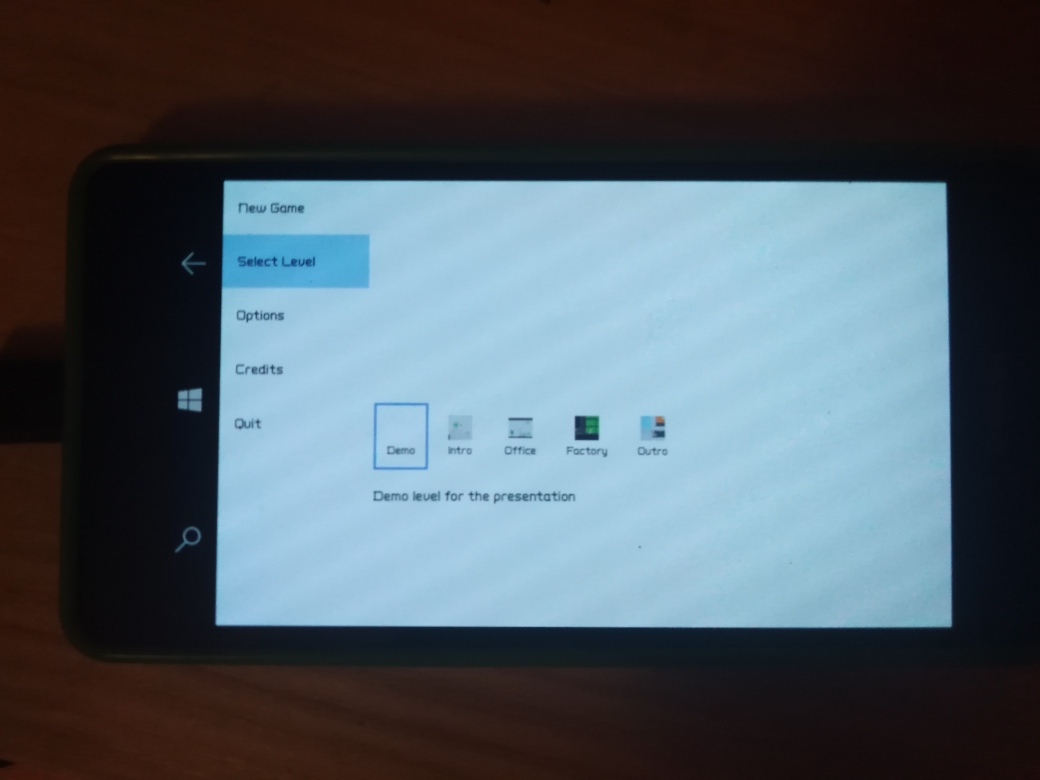 New Game
Select Level
Options
Credits
Quit
Demo Intro Office Factory Outro
Demo level for the presentation